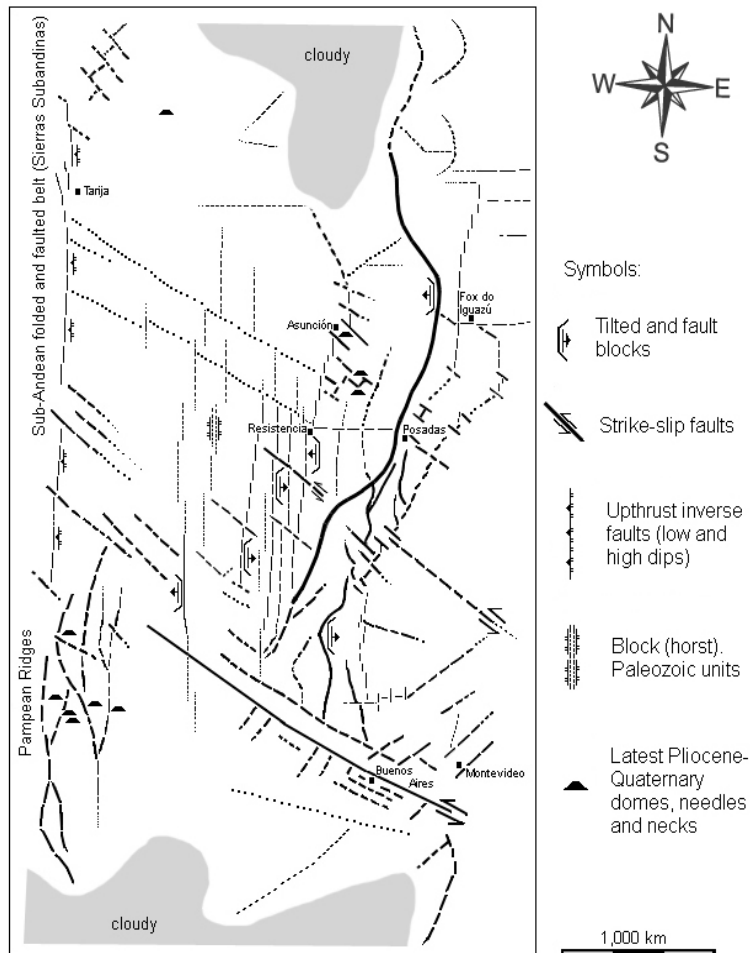 cloudy
N
W
E
S
Sub-Andean folded and faulted belt (Sierras Subandinas)
Tarija
Symbols:
Fox do
Iguazú
Asunción
Tilted and fault
blocks
Resistencia
Posadas
Strike-slip faults
Upthrust inverse
faults (low and
high dips)
Pampean Ridges
Block (horst).
Paleozoic units
Buenos
Aires
Montevideo
Latest Pliocene-
Quaternary
domes, needles
and necks
cloudy
1,000 km